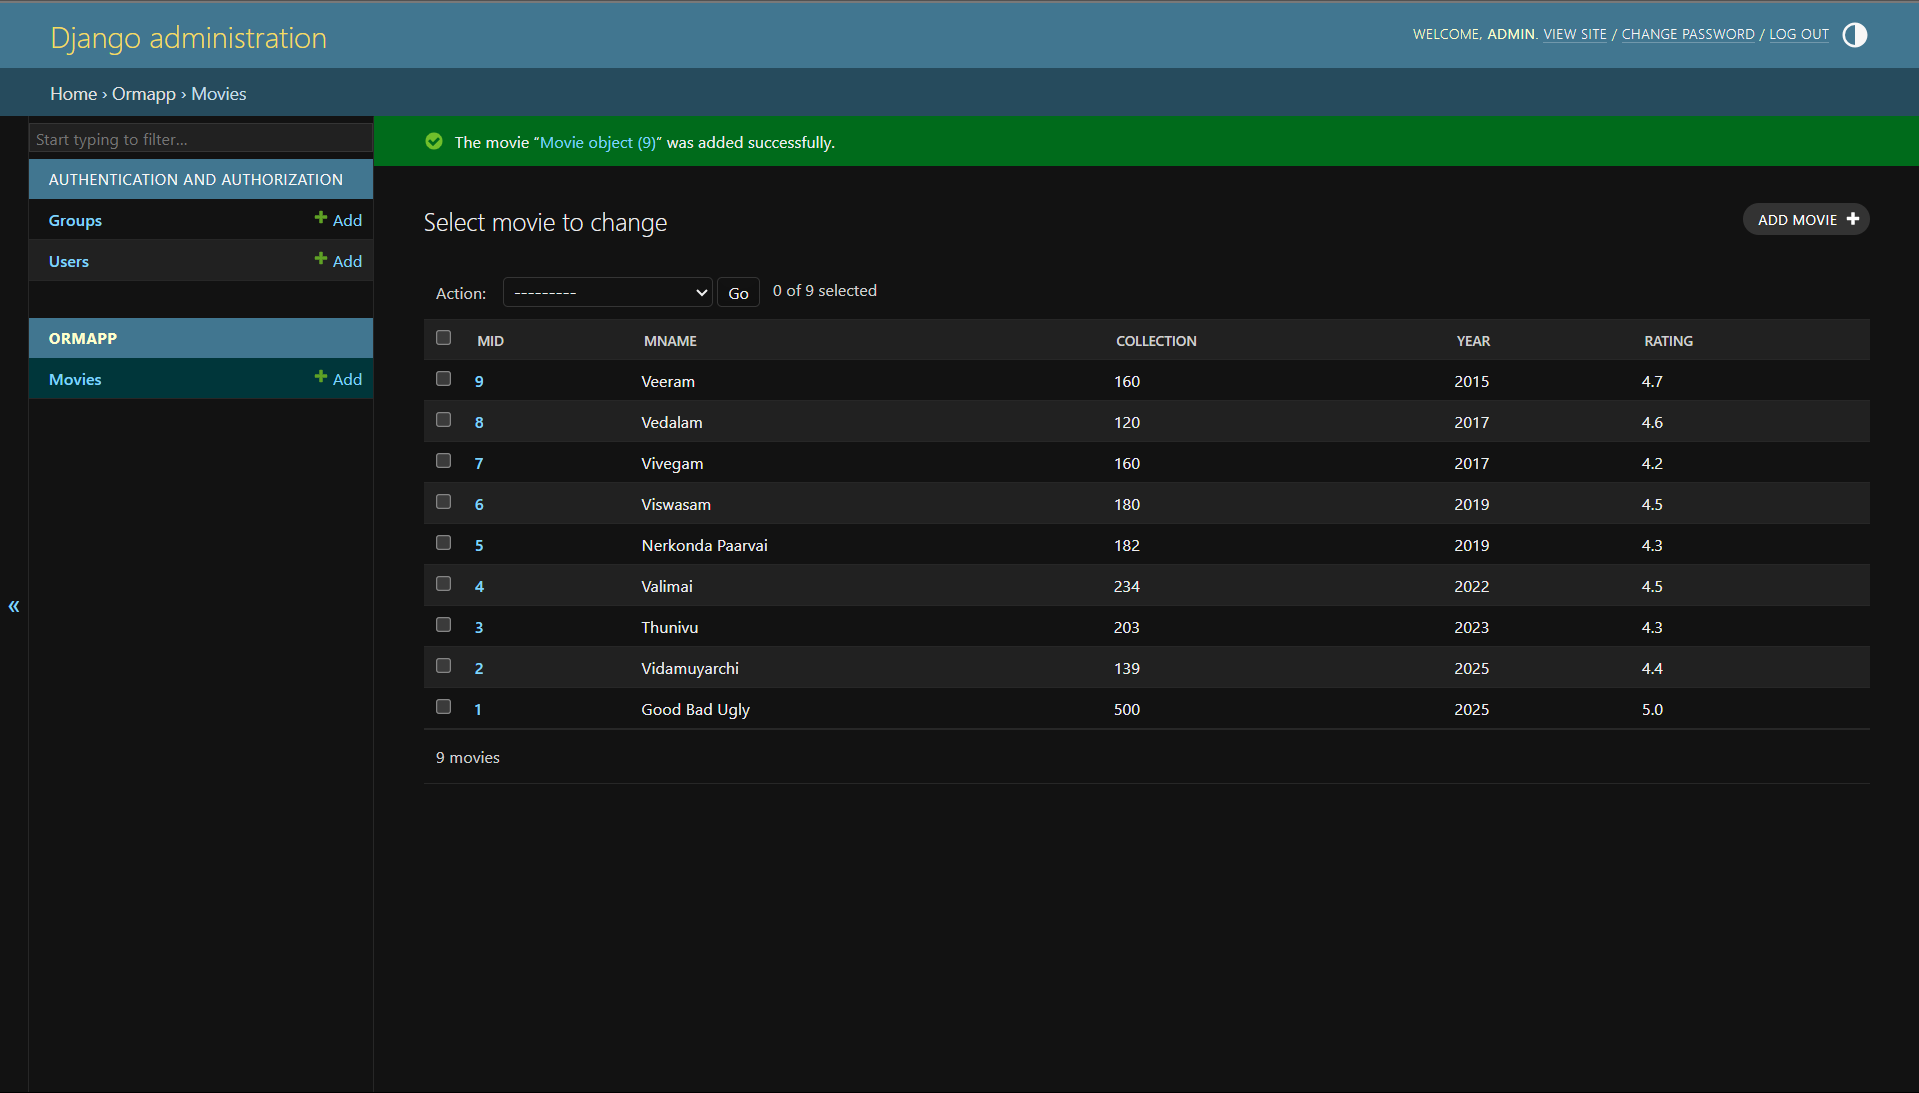 Django administration
WELCOME, ADMIN. VIEW SITE / CHANGE PASSWORD / LOG OUT
Home › Ormapp › Movies
Start typing to filter...
AUTHENTICATION AND AUTHORIZATION
Groups + Add
Users + Add
ORMAPP
Movies + Add
«
The movie “Movie object (9)” was added successfully.
Select movie to change
ADD MOVIE +
Action: --------- Go 0 of 9 selected
MID MNAME COLLECTION YEAR RATING
9 Veeram 160 2015 4.7
8 Vedalam 120 2017 4.6
7 Vivegam 160 2017 4.2
6 Viswasam 180 2019 4.5
5 Nerkonda Paarvai 182 2019 4.3
4 Valimai 234 2022 4.5
3 Thunivu 203 2023 4.3
2 Vidamuyarchi 139 2025 4.4
1 Good Bad Ugly 500 2025 5.0
9 movies